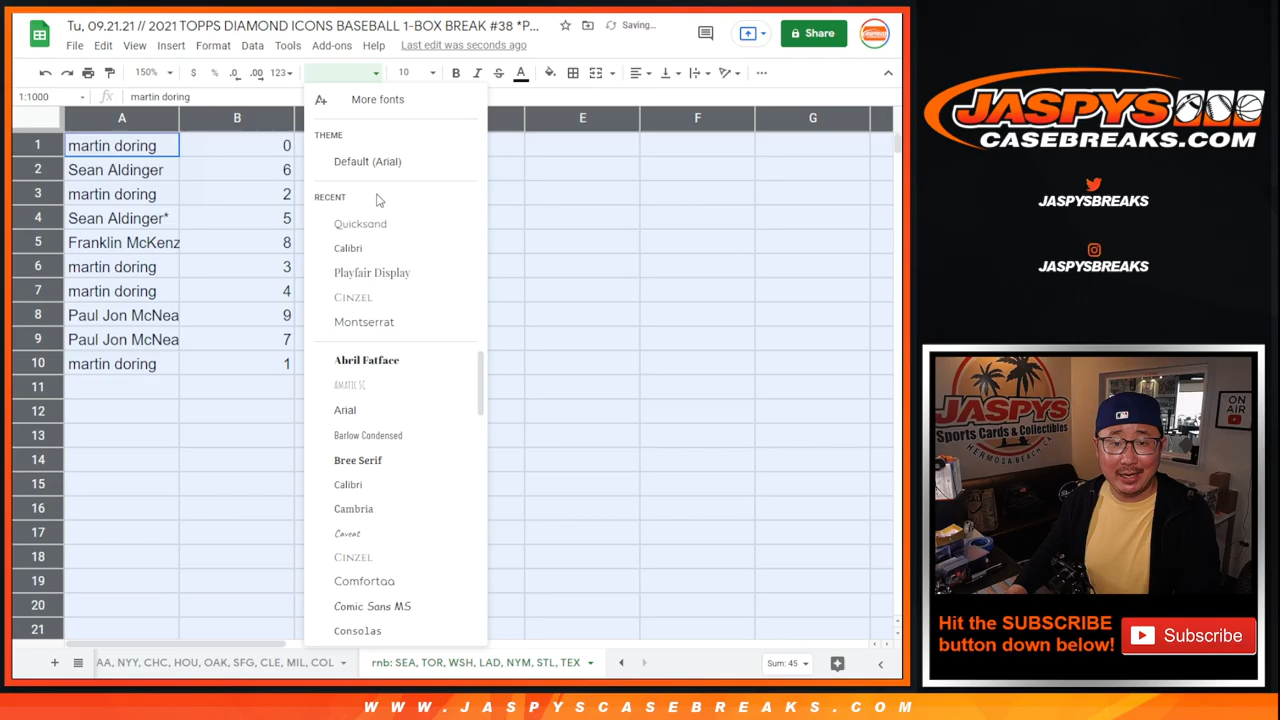 Tu, 09.21.21 // 2021 TOPPS DIAMOND ICONS BASEBALL 1-BOX BREAK #38 *P...
Saving...
File Edit View Insert Format Data Tools Add-ons Help Last edit was seconds ago
Share
150% $ % .0 .00 123 10 B I S A
1:1000 fx martin doring
A B E F G
1 martin doring 0
2 Sean Aldinger 6
3 martin doring 2
4 Sean Aldinger* 5
5 Franklin McKenz 8
6 martin doring 3
7 martin doring 4
8 Paul Jon McNea 9
9 Paul Jon McNea 7
10 martin doring 1
11
12
13
14
15
16
17
18
19
20
21
More fonts
THEME
Default (Arial)
RECENT
Quicksand
Calibri
Playfair Display
CINZEL
Montserrat
Abril Fatface
AMATIC SC
Arial
Barlow Condensed
Bree Serif
Calibri
Cambria
Caveat
CINZEL
Comfortaa
Comic Sans MS
Consolas
AA, NYY, CHC, HOU, OAK, SFG, CLE, MIL, COL
rnb: SEA, TOR, WSH, LAD, NYM, STL, TEX
Sum: 45
JASPYS
CASEBREAKS.COM
JASPYSBREAKS
JASPYSBREAKS
JASPYS
Sports Cards & Collectibles
HERMOSA BEACH, CA
ON
AIR
Hit the SUBSCRIBE
button down below!
Subscribe
WWW.JASPYSCASEBREAKS.COM